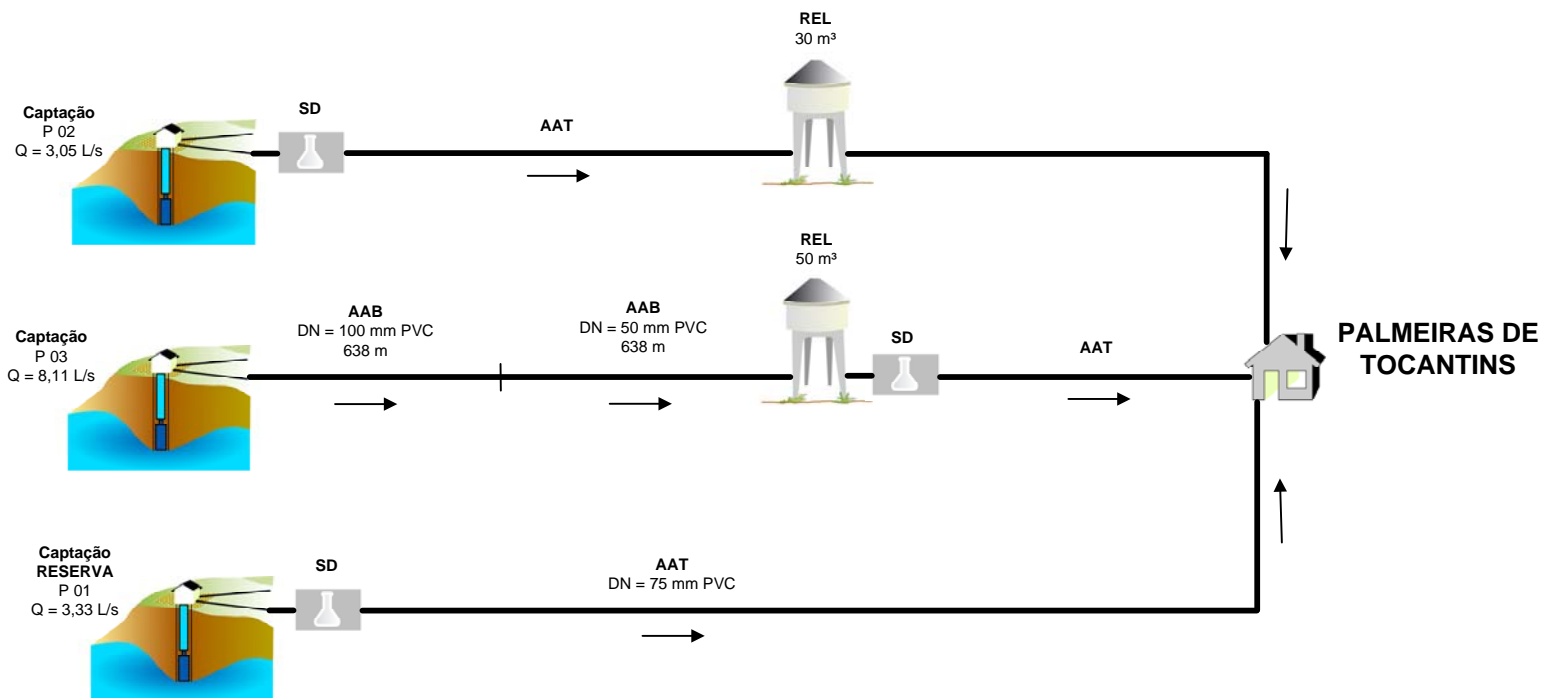 REL
30 m³
Captação
P 02
Q = 3,05 L/s
SD
AAT
REL
50 m³
Captação
P 03
Q = 8,11 L/s
AAB
DN = 100 mm PVC
638 m
AAB
DN = 50 mm PVC
638 m
SD
AAT
PALMEIRAS DE
TOCANTINS
Captação
RESERVA
P 01
Q = 3,33 L/s
SD
AAT
DN = 75 mm PVC